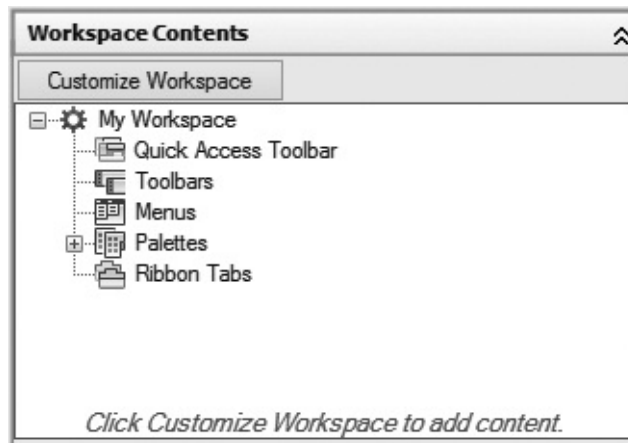 Workspace Contents
Customize Workspace
My Workspace
Quick Access Toolbar
Toolbars
Menus
Palettes
Ribbon Tabs
Click Customize Workspace to add content.